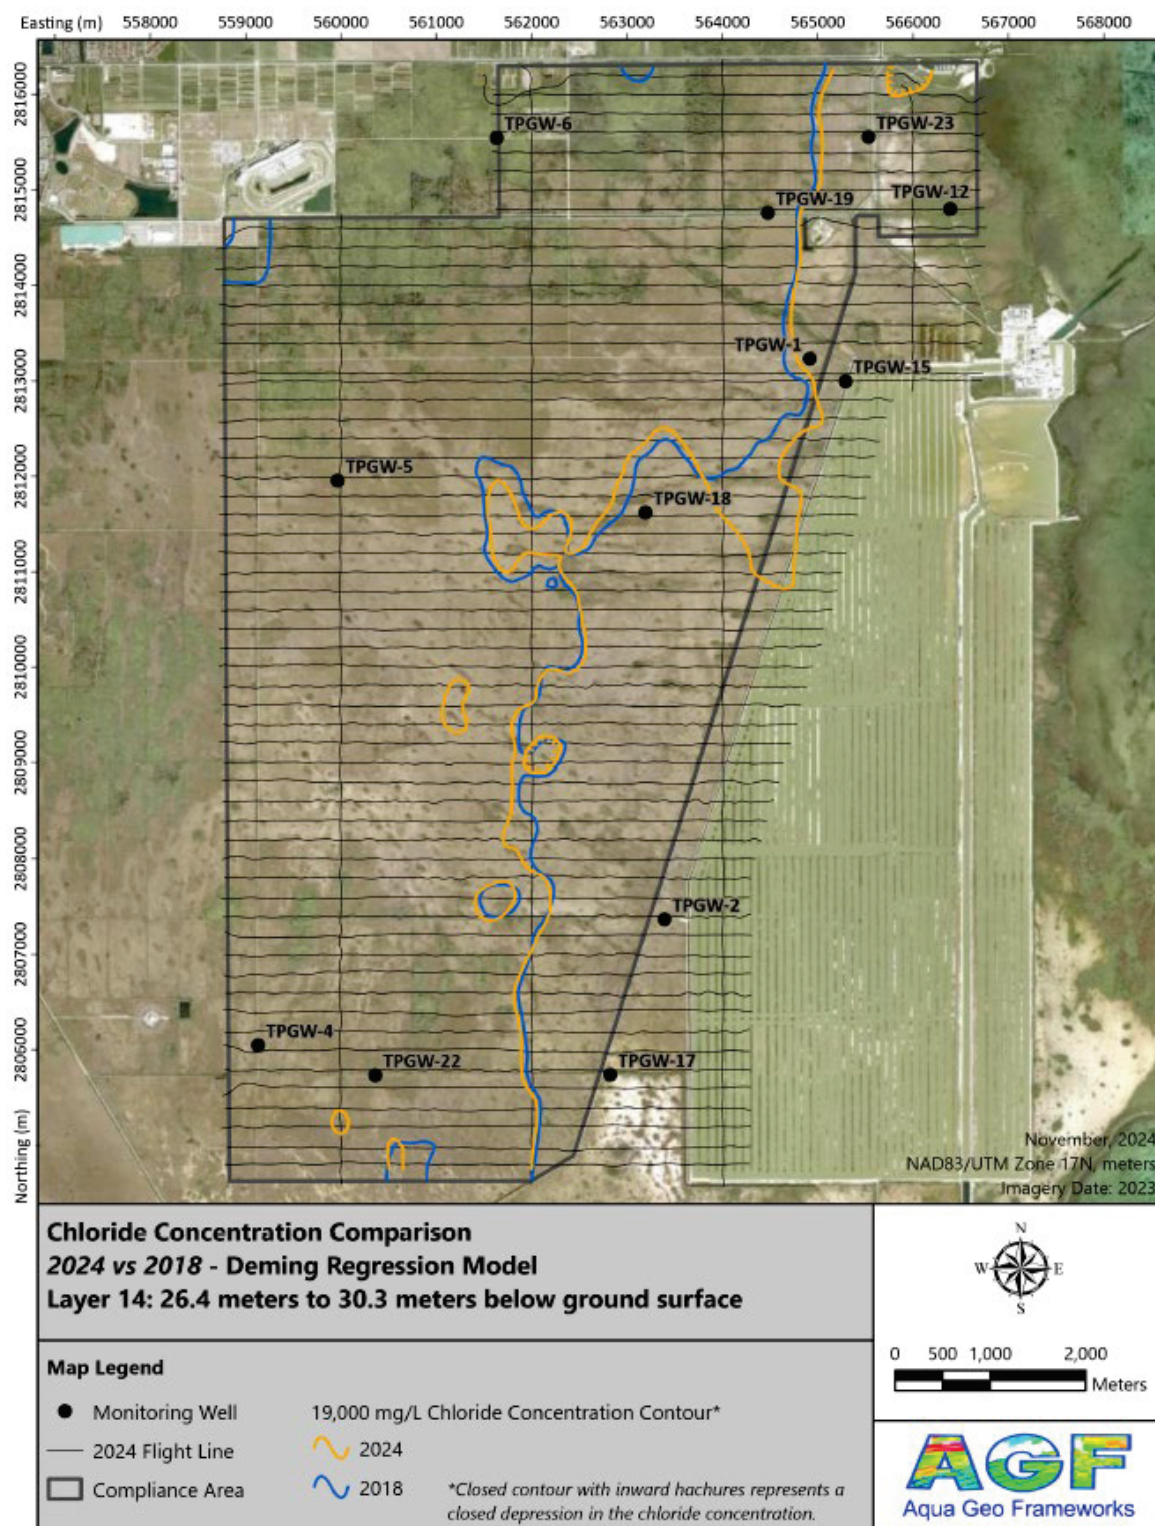 Easting (m) 558000 559000 560000 561000 562000 563000 564000 565000 566000 567000 568000
2816000
2815000
2814000
2813000
2812000
2811000
2810000
2809000
2808000
2807000
2806000
Northing (m)
TPGW-6
TPGW-23
TPGW-19
TPGW-12
TPGW-1
TPGW-15
TPGW-5
TPGW-18
TPGW-2
TPGW-4
TPGW-22
TPGW-17
November, 2024
NAD83/UTM Zone 17N, meters
Imagery Date: 2023
Chloride Concentration Comparison
2024 vs 2018 - Deming Regression Model
Layer 14: 26.4 meters to 30.3 meters below ground surface
N
W E
S
0 500 1,000 2,000
Meters
Map Legend
Monitoring Well
2024 Flight Line
Compliance Area
19,000 mg/L Chloride Concentration Contour*
2024
2018
*Closed contour with inward hachures represents a
closed depression in the chloride concentration.
AGF
Aqua Geo Frameworks